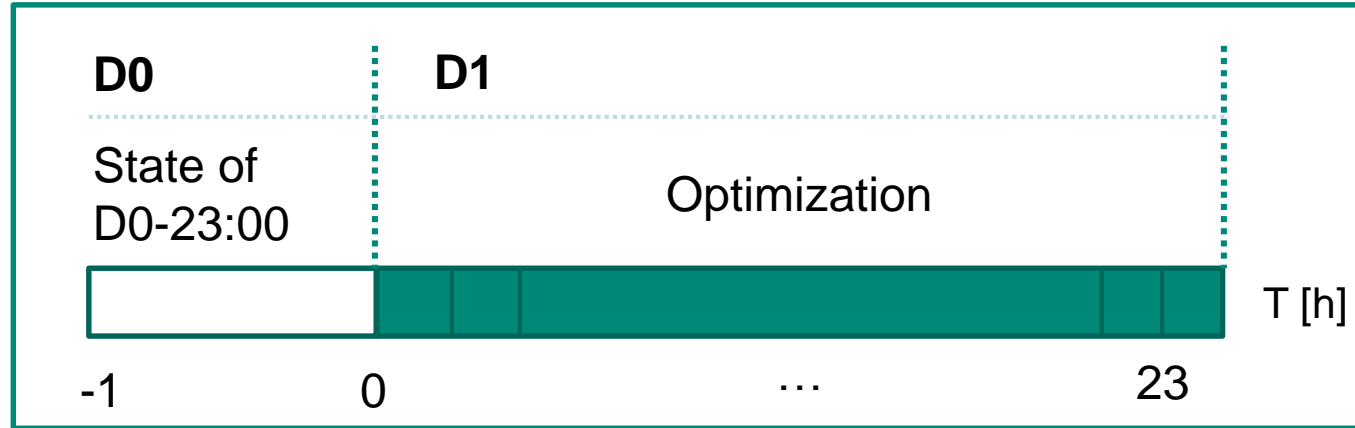 D0 D1
State of
D0-23:00
Optimization
T [h]
-1 0 … 23